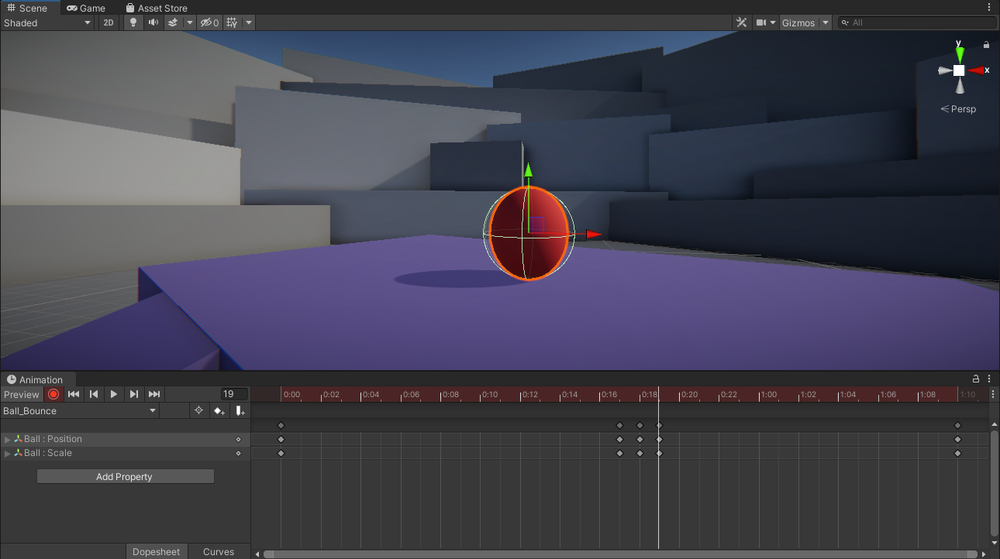 Scene Game Asset Store
Shaded 2D 0 Gizmos All
y
x
Persp
Animation
Preview 19 0:00 0:02 0:04 0:06 0:08 0:10 0:12 0:14 0:16 0:18 0:20 0:22 1:00 1:02 1:04 1:06 1:08 1:10
Ball_Bounce
Ball : Position
Ball : Scale
Add Property
Dopesheet Curves